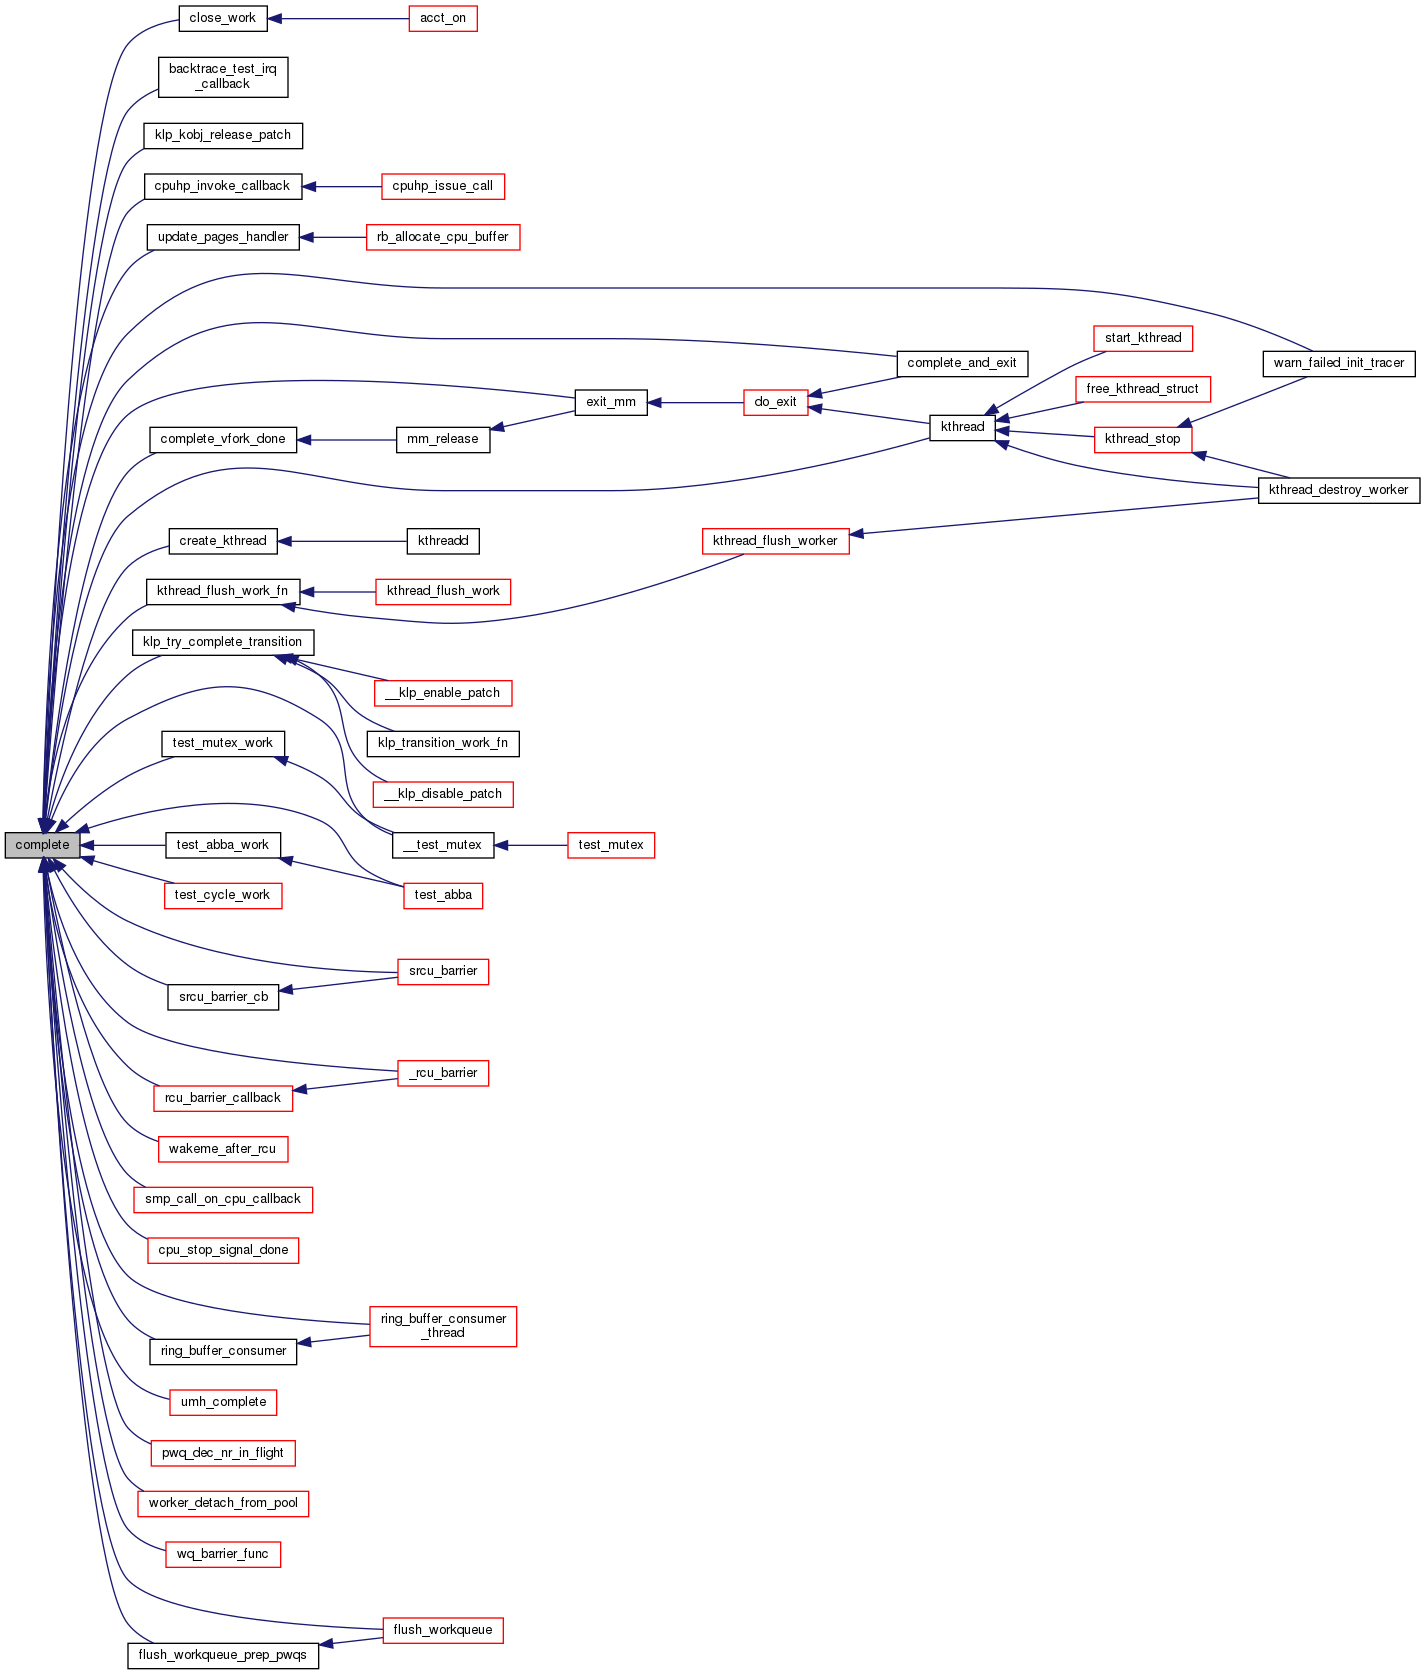 close_work
acct_on
backtrace_test_irq
_callback
klp_kobj_release_patch
cpuhp_invoke_callback
cpuhp_issue_call
update_pages_handler
rb_allocate_cpu_buffer
start_kthread
complete_and_exit
warn_failed_init_tracer
free_kthread_struct
exit_mm
do_exit
kthread
complete_vfork_done
mm_release
kthread_stop
kthread_destroy_worker
create_kthread
kthreadd
kthread_flush_worker
kthread_flush_work_fn
kthread_flush_work
klp_try_complete_transition
__klp_enable_patch
test_mutex_work
klp_transition_work_fn
__klp_disable_patch
complete
test_abba_work
__test_mutex
test_mutex
test_cycle_work
test_abba
srcu_barrier
srcu_barrier_cb
_rcu_barrier
rcu_barrier_callback
wakeme_after_rcu
smp_call_on_cpu_callback
cpu_stop_signal_done
ring_buffer_consumer
_thread
ring_buffer_consumer
umh_complete
pwq_dec_nr_in_flight
worker_detach_from_pool
wq_barrier_func
flush_workqueue
flush_workqueue_prep_pwqs